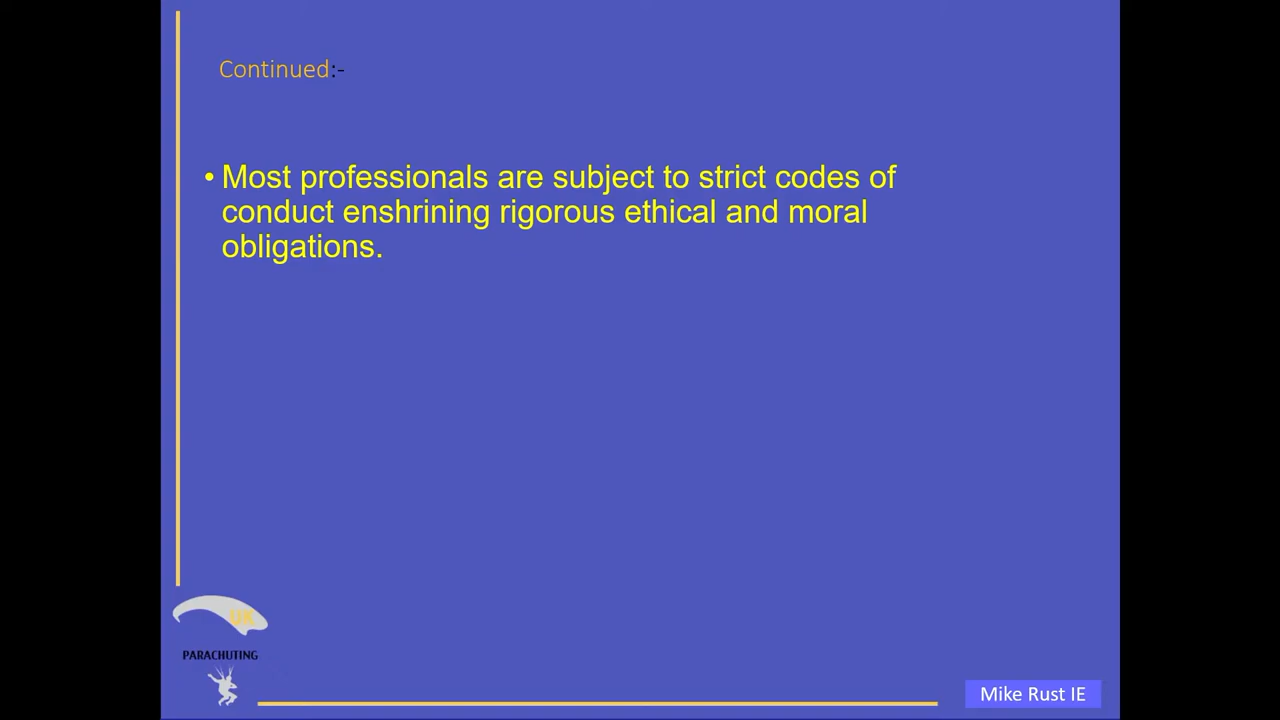 Continued:-
• Most professionals are subject to strict codes of
conduct enshrining rigorous ethical and moral
obligations.
UK
PARACHUTING
Mike Rust IE